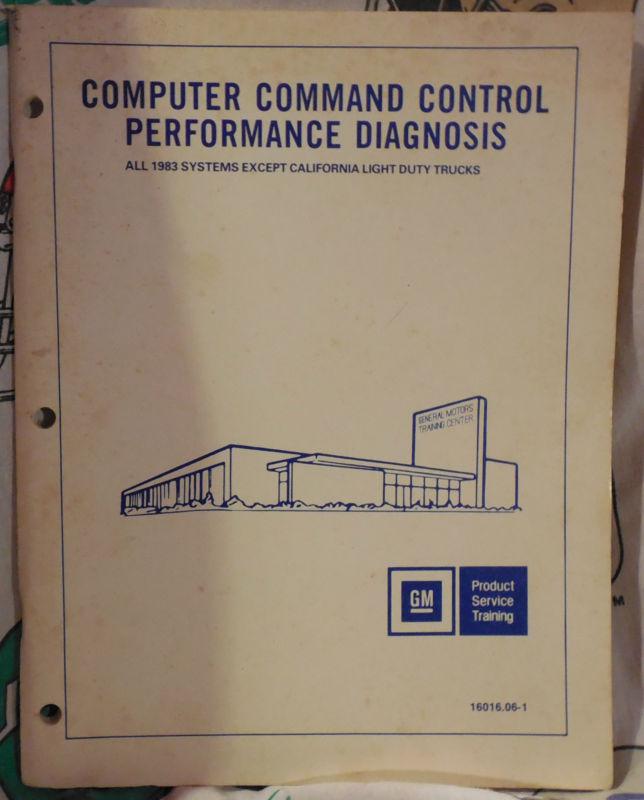 COMPUTER COMMAND CONTROL
PERFORMANCE DIAGNOSIS
ALL 1983 SYSTEMS EXCEPT CALIFORNIA LIGHT DUTY TRUCKS
GENERAL MOTORS
TRAINING CENTER
GM
Product
Service
Training
16016.06-1